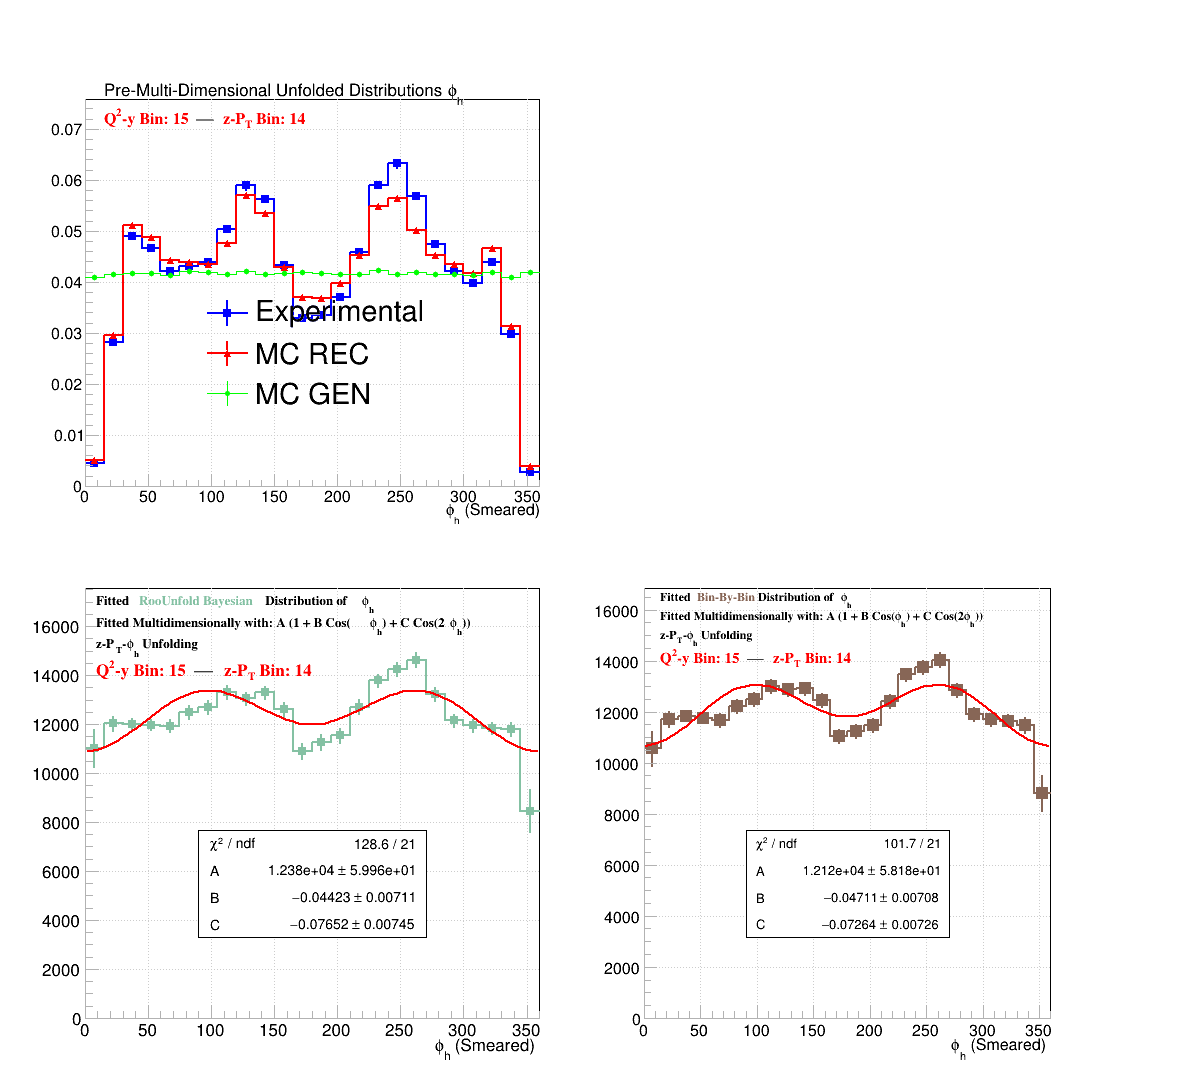 Pre-Multi-Dimensional Unfolded Distributions ϕh
Q²-y Bin: 15 — z-PT Bin: 14
0.07
0.06
0.05
0.04
0.03
0.02
0.01
0
Experimental
MC REC
MC GEN
0 50 100 150 200 250 300 350
ϕh (Smeared)
Fitted RooUnfold Bayesian Distribution of ϕh
Fitted Multidimensionally with: A (1 + B Cos(ϕh) + C Cos(2 ϕh))
z-PT-ϕh Unfolding
Q²-y Bin: 15 — z-PT Bin: 14
16000
14000
12000
10000
8000
6000
4000
2000
0
χ² / ndf 128.6 / 21
A 1.238e+04 ± 5.996e+01
B −0.04423 ± 0.00711
C −0.07652 ± 0.00745
0 50 100 150 200 250 300 350
ϕh (Smeared)
Fitted Bin-By-Bin Distribution of ϕh
Fitted Multidimensionally with: A (1 + B Cos(ϕh) + C Cos(2ϕh))
z-PT-ϕh Unfolding
Q²-y Bin: 15 — z-PT Bin: 14
16000
14000
12000
10000
8000
6000
4000
2000
0
χ² / ndf 101.7 / 21
A 1.212e+04 ± 5.818e+01
B −0.04711 ± 0.00708
C −0.07264 ± 0.00726
0 50 100 150 200 250 300 350
ϕh (Smeared)